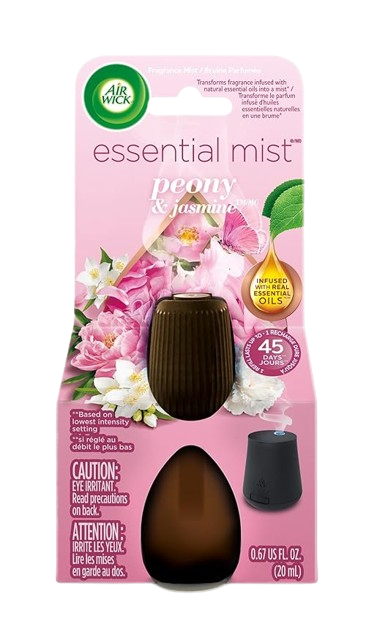 AIR
WICK
Fragrance Mist / Brume Parfumée
Transforms fragrance infused with
natural essential oils into a mist* /
Transforme le parfum
infusé d'huiles
essentielles naturelles
en une brume*
essential mist
peony
& jasmine
INFUSED
WITH REAL
ESSENTIAL
OILS
45
DAYS**
JOURS
**Based on
lowest intensity
setting
**si réglé au
débit le plus bas
CAUTION:
EYE IRRITANT.
Read precautions
on back.
ATTENTION :
IRRITE LES YEUX.
Lire les mises
en garde au dos.
0.67 US FL. OZ.
(20 mL)